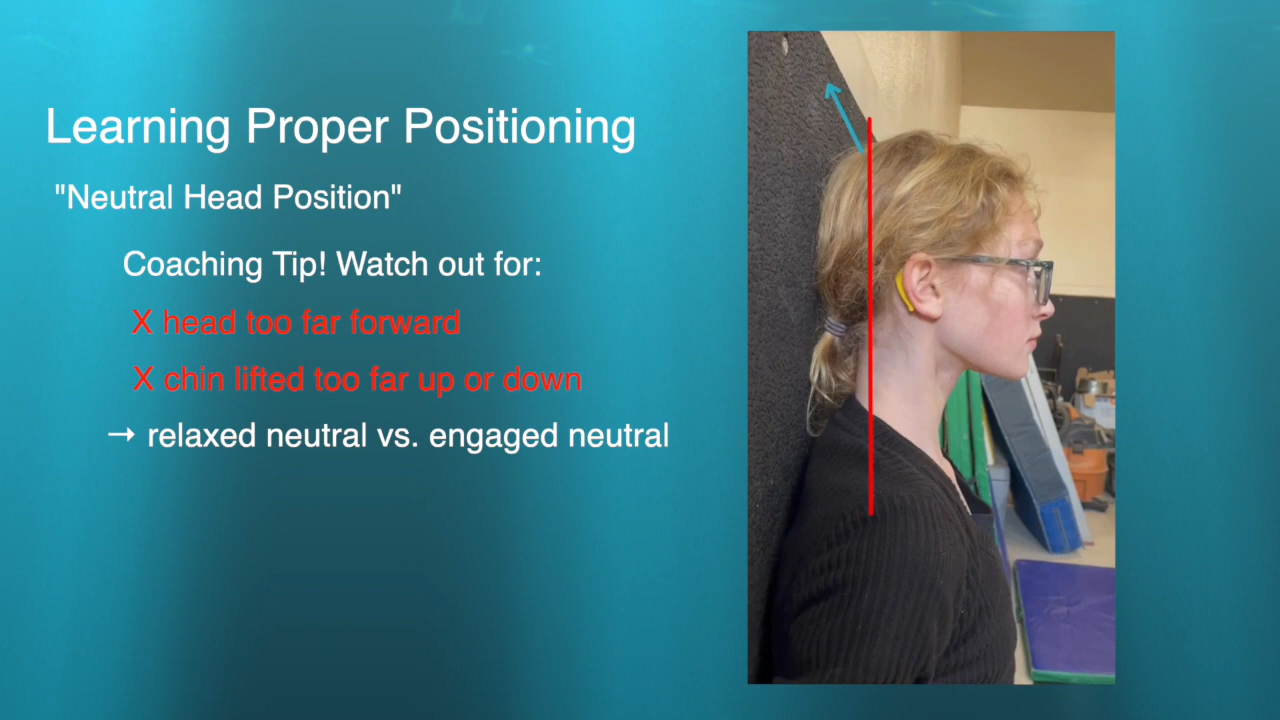 Learning Proper Positioning
"Neutral Head Position"
Coaching Tip! Watch out for:
X head too far forward
X chin lifted too far up or down
→ relaxed neutral vs. engaged neutral